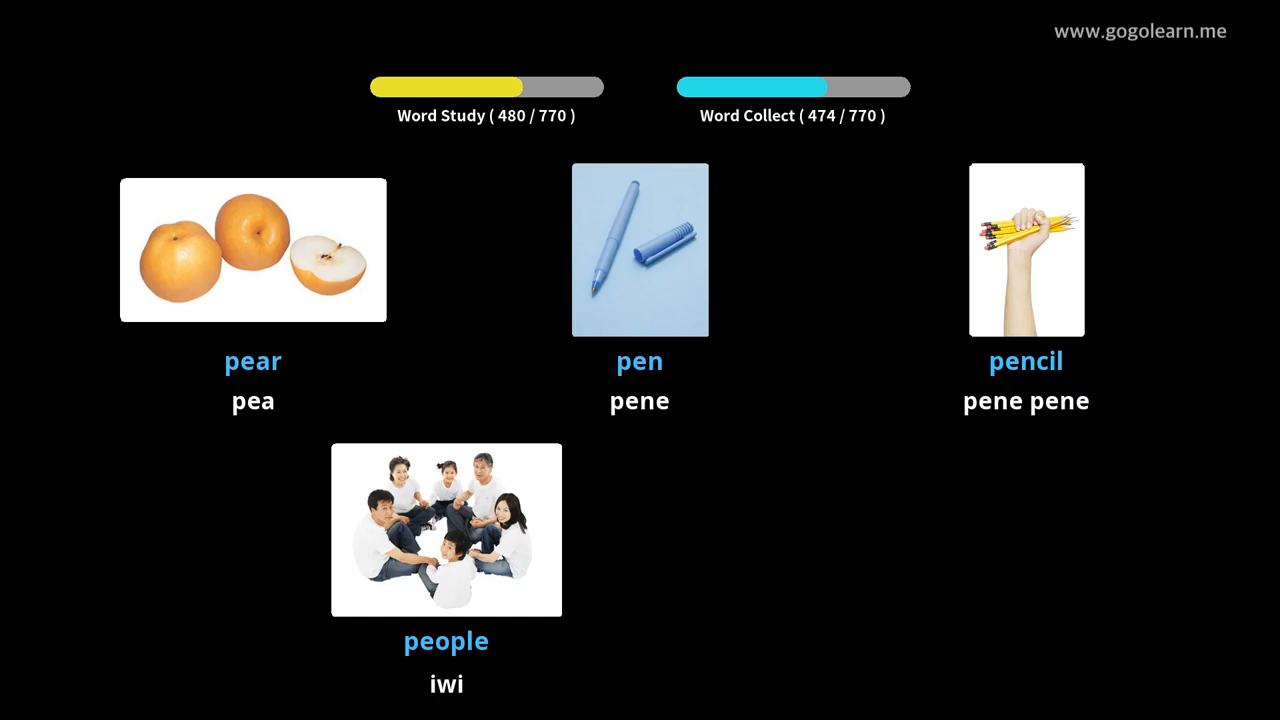 www.gogolearn.me
Word Study ( 480 / 770 )
Word Collect ( 474 / 770 )
pear
pea
pen
pene
pencil
pene pene
people
iwi